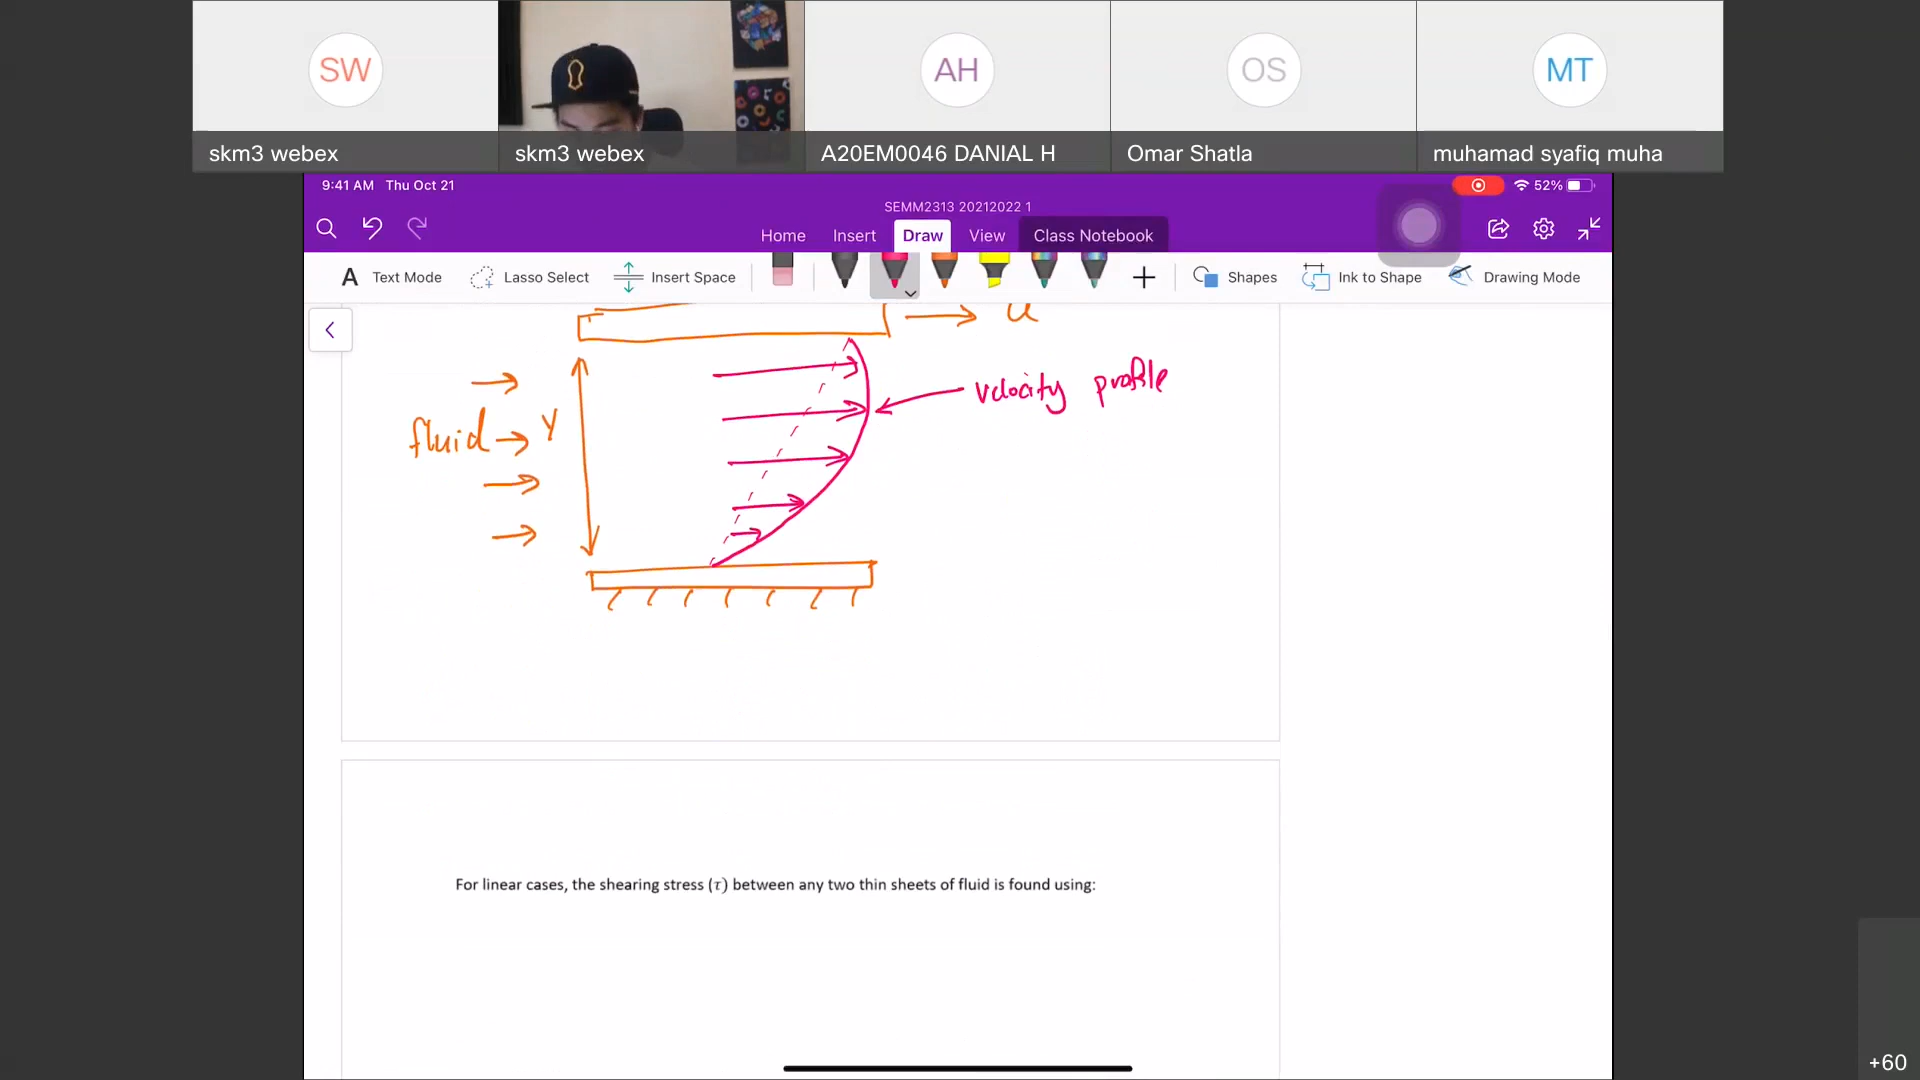 SW
AH
OS
MT
skm3 webex
skm3 webex
A20EM0046 DANIAL H
Omar Shatla
muhamad syafiq muha
9:41 AM Thu Oct 21
52%
SEMM2313 20212022 1
Home Insert Draw View Class Notebook
A Text Mode Lasso Select Insert Space Shapes Ink to Shape Drawing Mode
u
velocity profile
fluid
y
For linear cases, the shearing stress (τ) between any two thin sheets of fluid is found using:
+60